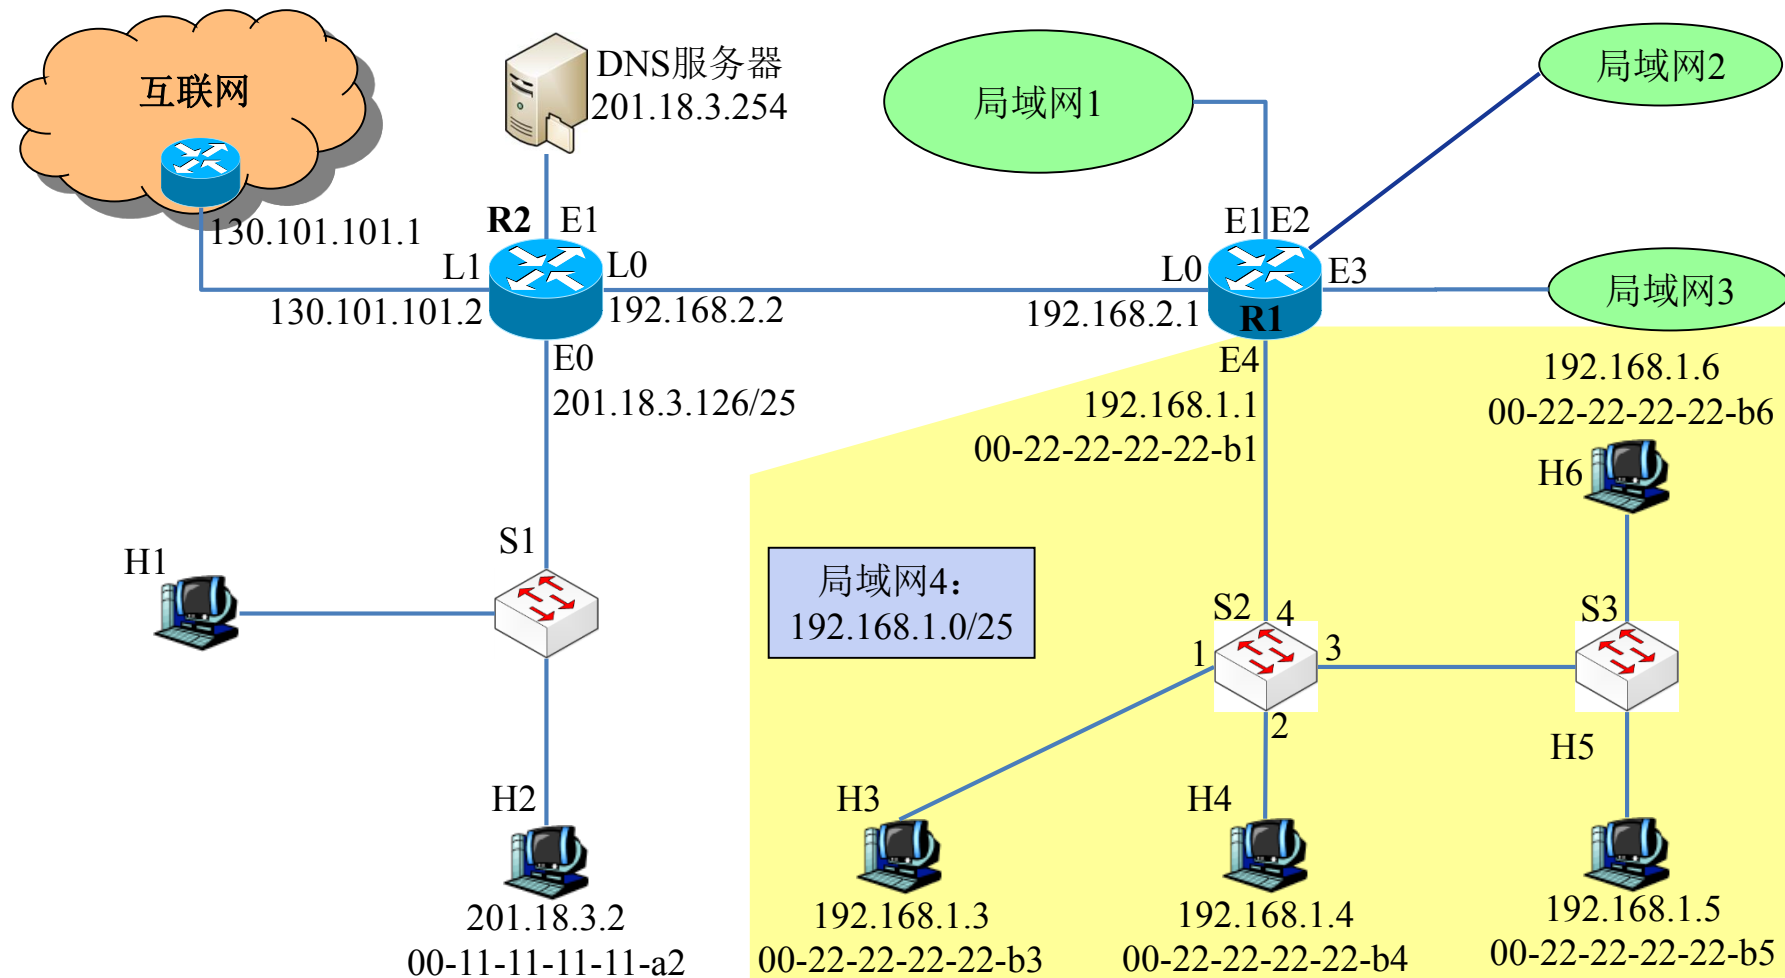 互联网
130.101.101.1
DNS服务器
201.18.3.254
局域网1
局域网2
局域网3
R2
E1
L1
L0
130.101.101.2
192.168.2.2
E0
201.18.3.126/25
E1
E2
L0
E3
192.168.2.1
R1
E4
192.168.1.1
00-22-22-22-22-b1
192.168.1.6
00-22-22-22-22-b6
H6
S1
H1
H2
201.18.3.2
00-11-11-11-11-a2
局域网4：
192.168.1.0/25
S2
4
1
3
2
S3
H5
H3
192.168.1.3
00-22-22-22-22-b3
H4
192.168.1.4
00-22-22-22-22-b4
192.168.1.5
00-22-22-22-22-b5